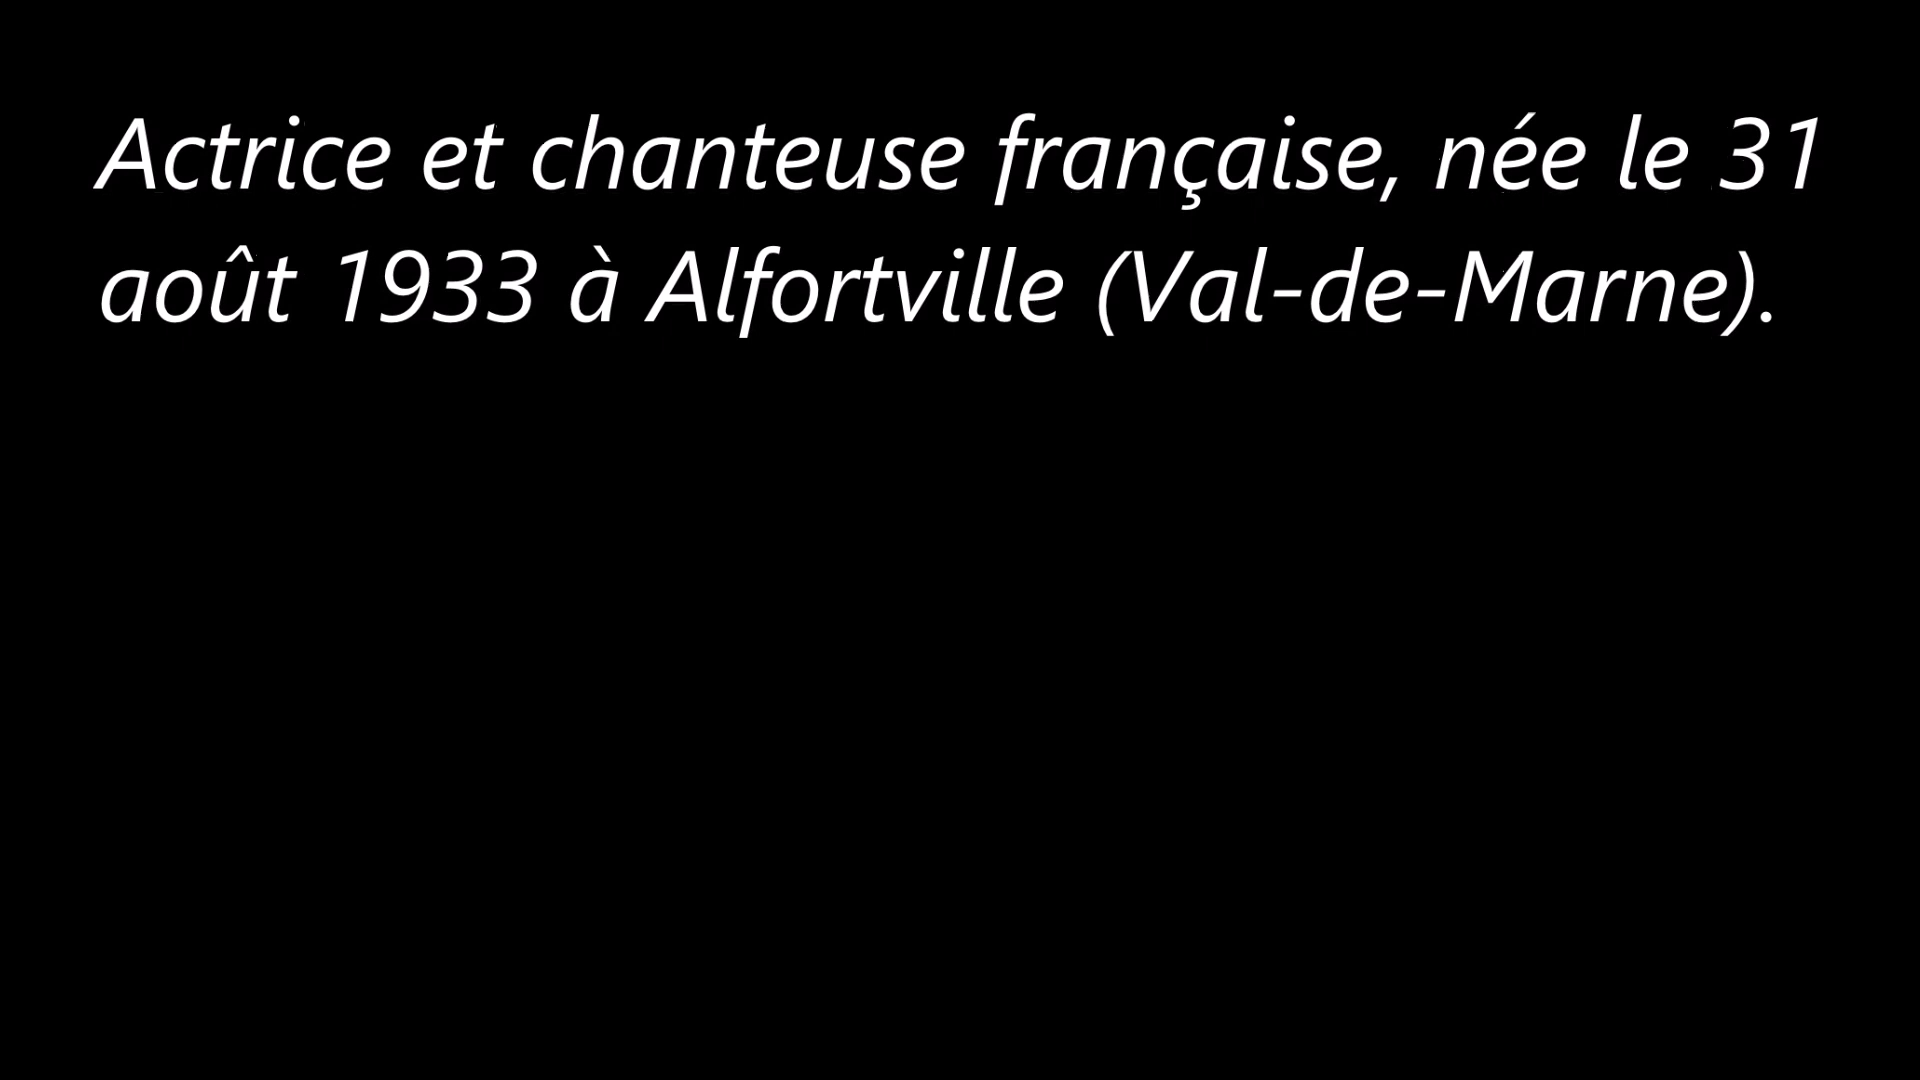 Actrice et chanteuse française, née le 31
août 1933 à Alfortville (Val-de-Marne).